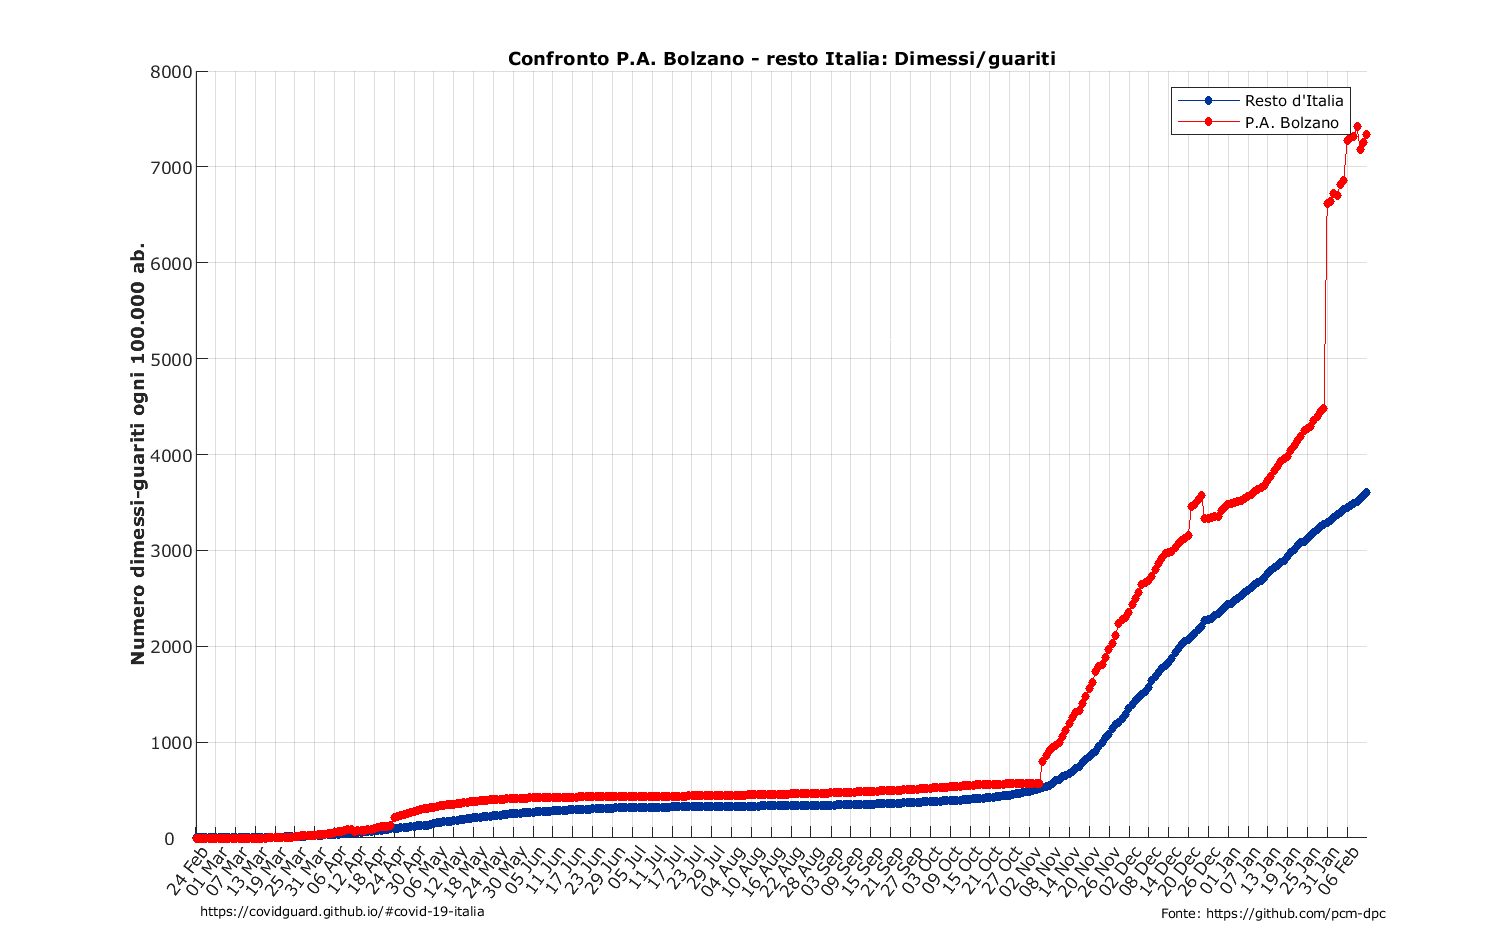 Confronto P.A. Bolzano - resto Italia: Dimessi/guariti
Resto d'Italia
P.A. Bolzano
Numero dimessi-guariti ogni 100.000 ab.
8000
7000
6000
5000
4000
3000
2000
1000
0
24 Feb
01 Mar
07 Mar
13 Mar
19 Mar
25 Mar
31 Mar
06 Apr
12 Apr
18 Apr
24 Apr
30 Apr
06 May
12 May
18 May
24 May
30 May
05 Jun
11 Jun
17 Jun
23 Jun
29 Jun
05 Jul
11 Jul
17 Jul
23 Jul
29 Jul
04 Aug
10 Aug
16 Aug
22 Aug
28 Aug
03 Sep
09 Sep
15 Sep
21 Sep
27 Sep
03 Oct
09 Oct
15 Oct
21 Oct
27 Oct
02 Nov
08 Nov
14 Nov
20 Nov
26 Nov
02 Dec
08 Dec
14 Dec
20 Dec
26 Dec
01 Jan
07 Jan
13 Jan
19 Jan
25 Jan
31 Jan
06 Feb
https://covidguard.github.io/#covid-19-italia
Fonte: https://github.com/pcm-dpc